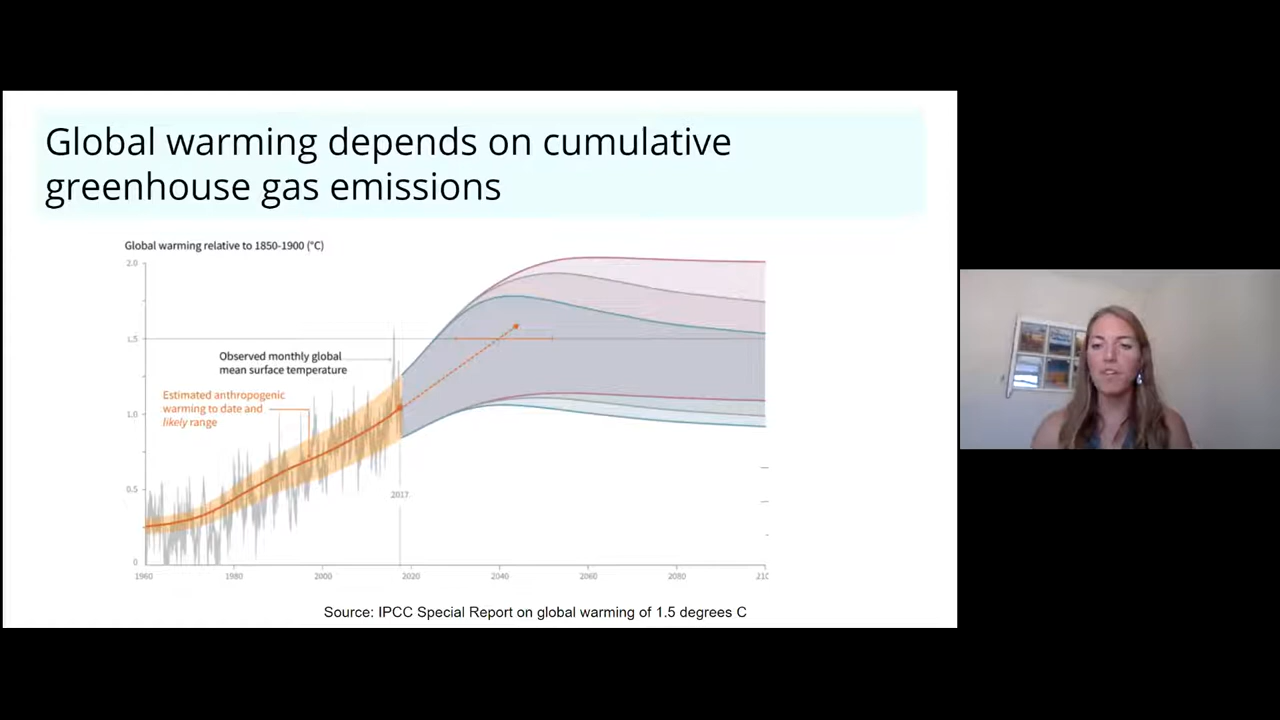 Global warming depends on cumulative
greenhouse gas emissions
Global warming relative to 1850-1900 (°C)
2.0
1.5
Observed monthly global
mean surface temperature
Estimated anthropogenic
warming to date and
likely range
1.0
0.5
2017
0
1960
1980
2000
2020
2040
2060
2080
210
Source: IPCC Special Report on global warming of 1.5 degrees C